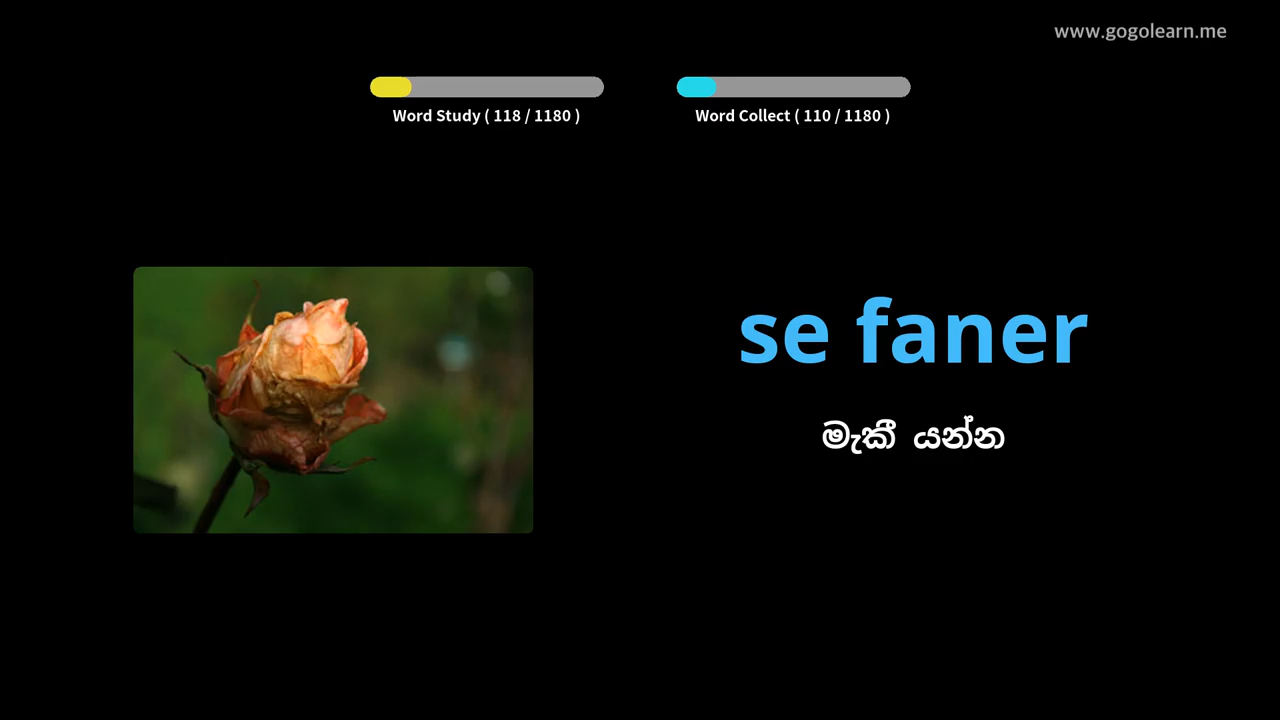 www.gogolearn.me
Word Study ( 118 / 1180 )
Word Collect ( 110 / 1180 )
se faner
මැකී යන්න